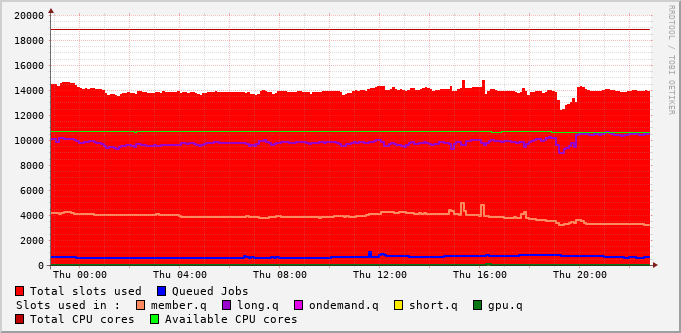 RRDTOOL / TOBI OETIKER
20000
18000
16000
14000
12000
10000
8000
6000
4000
2000
0
Thu 00:00 Thu 04:00 Thu 08:00 Thu 12:00 Thu 16:00 Thu 20:00
Total slots used Queued Jobs
Slots used in : member.q long.q ondemand.q short.q gpu.q
Total CPU cores Available CPU cores